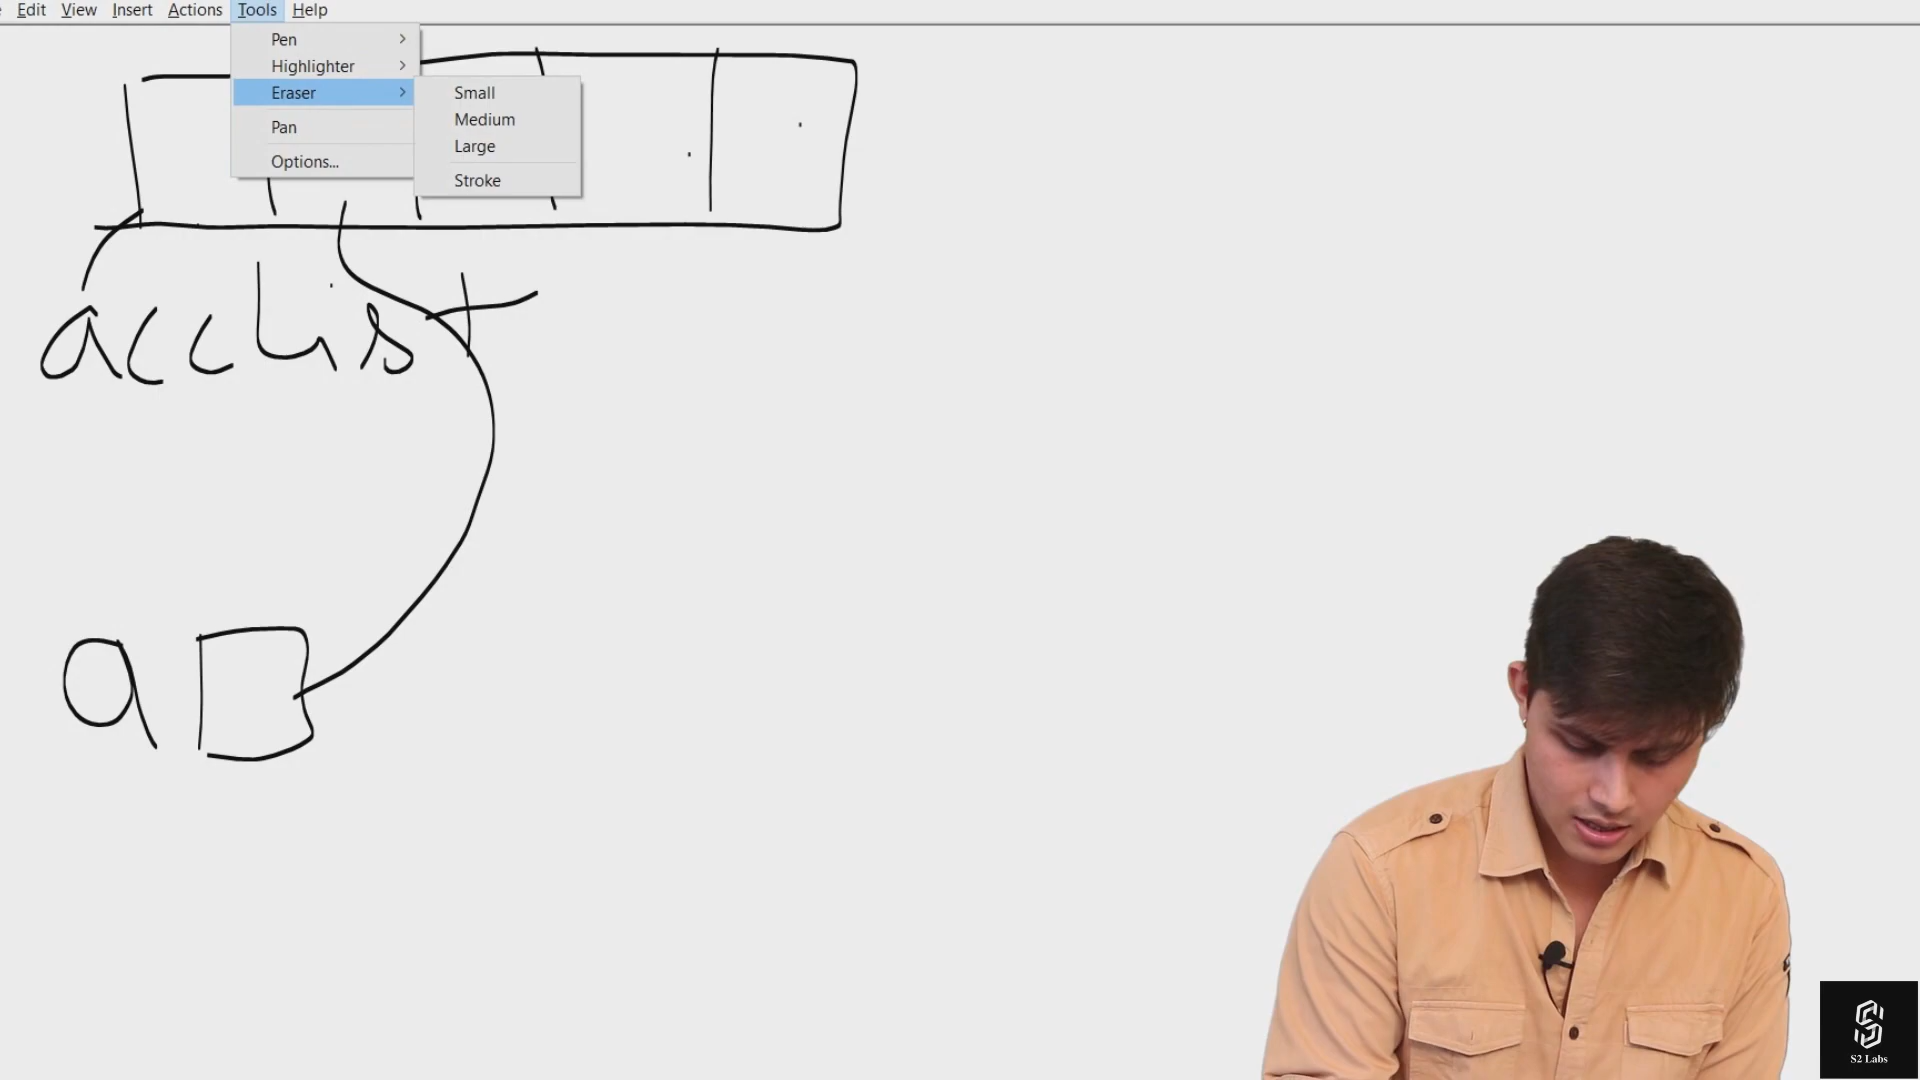 Edit View Insert Actions Tools Help
Pen
Highlighter
Eraser
Pan
Options...
Small
Medium
Large
Stroke
accList
a
S2 Labs